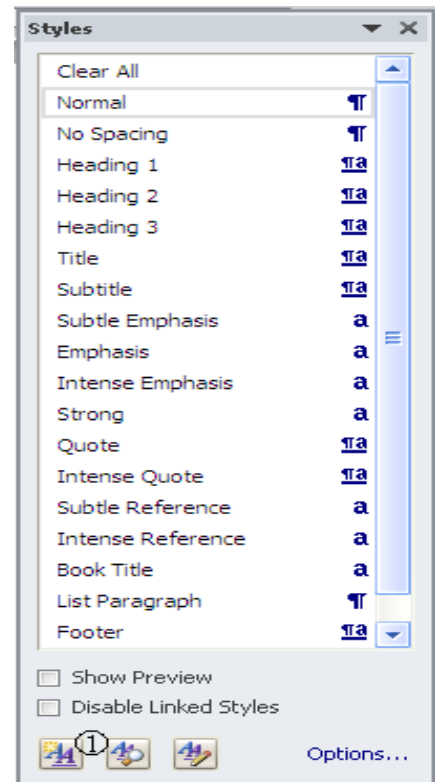 Styles
Clear All
Normal ¶
No Spacing ¶
Heading 1 ¶a
Heading 2 ¶a
Heading 3 ¶a
Title ¶a
Subtitle ¶a
Subtle Emphasis a
Emphasis a
Intense Emphasis a
Strong a
Quote ¶a
Intense Quote ¶a
Subtle Reference a
Intense Reference a
Book Title a
List Paragraph ¶
Footer ¶a
Show Preview
Disable Linked Styles
① Options...